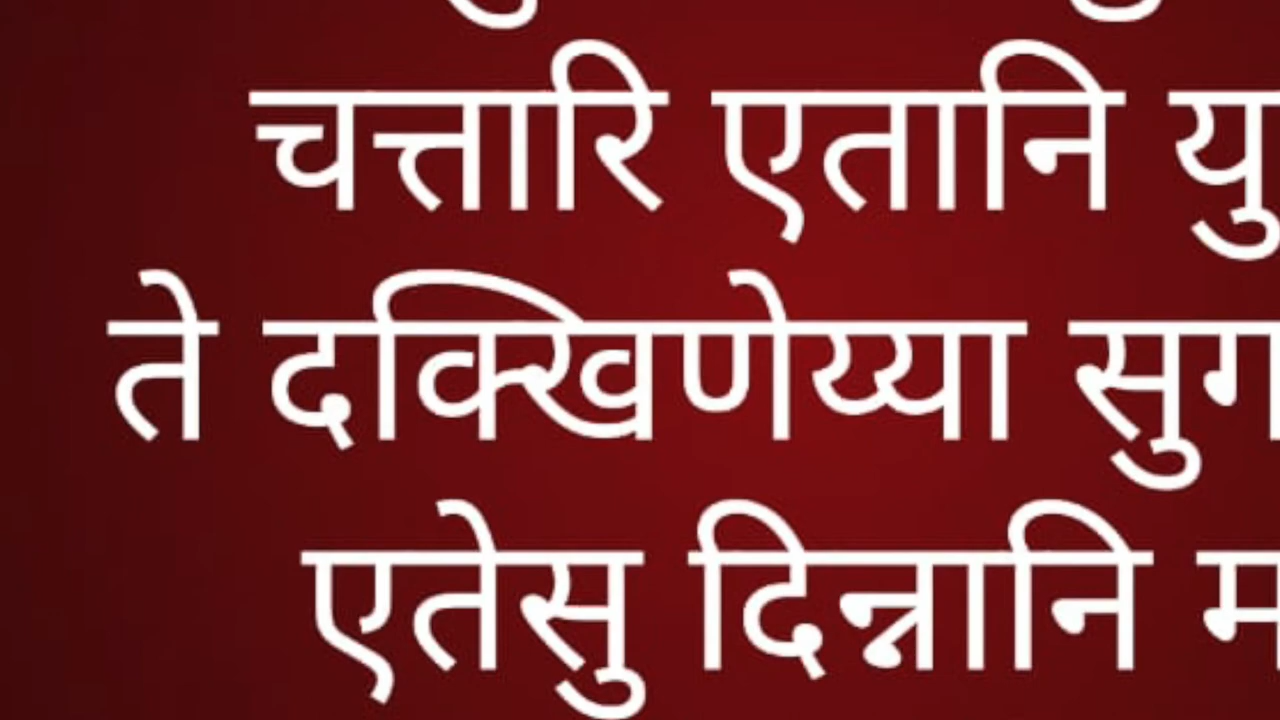 चत्तारि एतानि यु
ते दक्खिणेय्या सुग
एतेसु दिन्नानि म